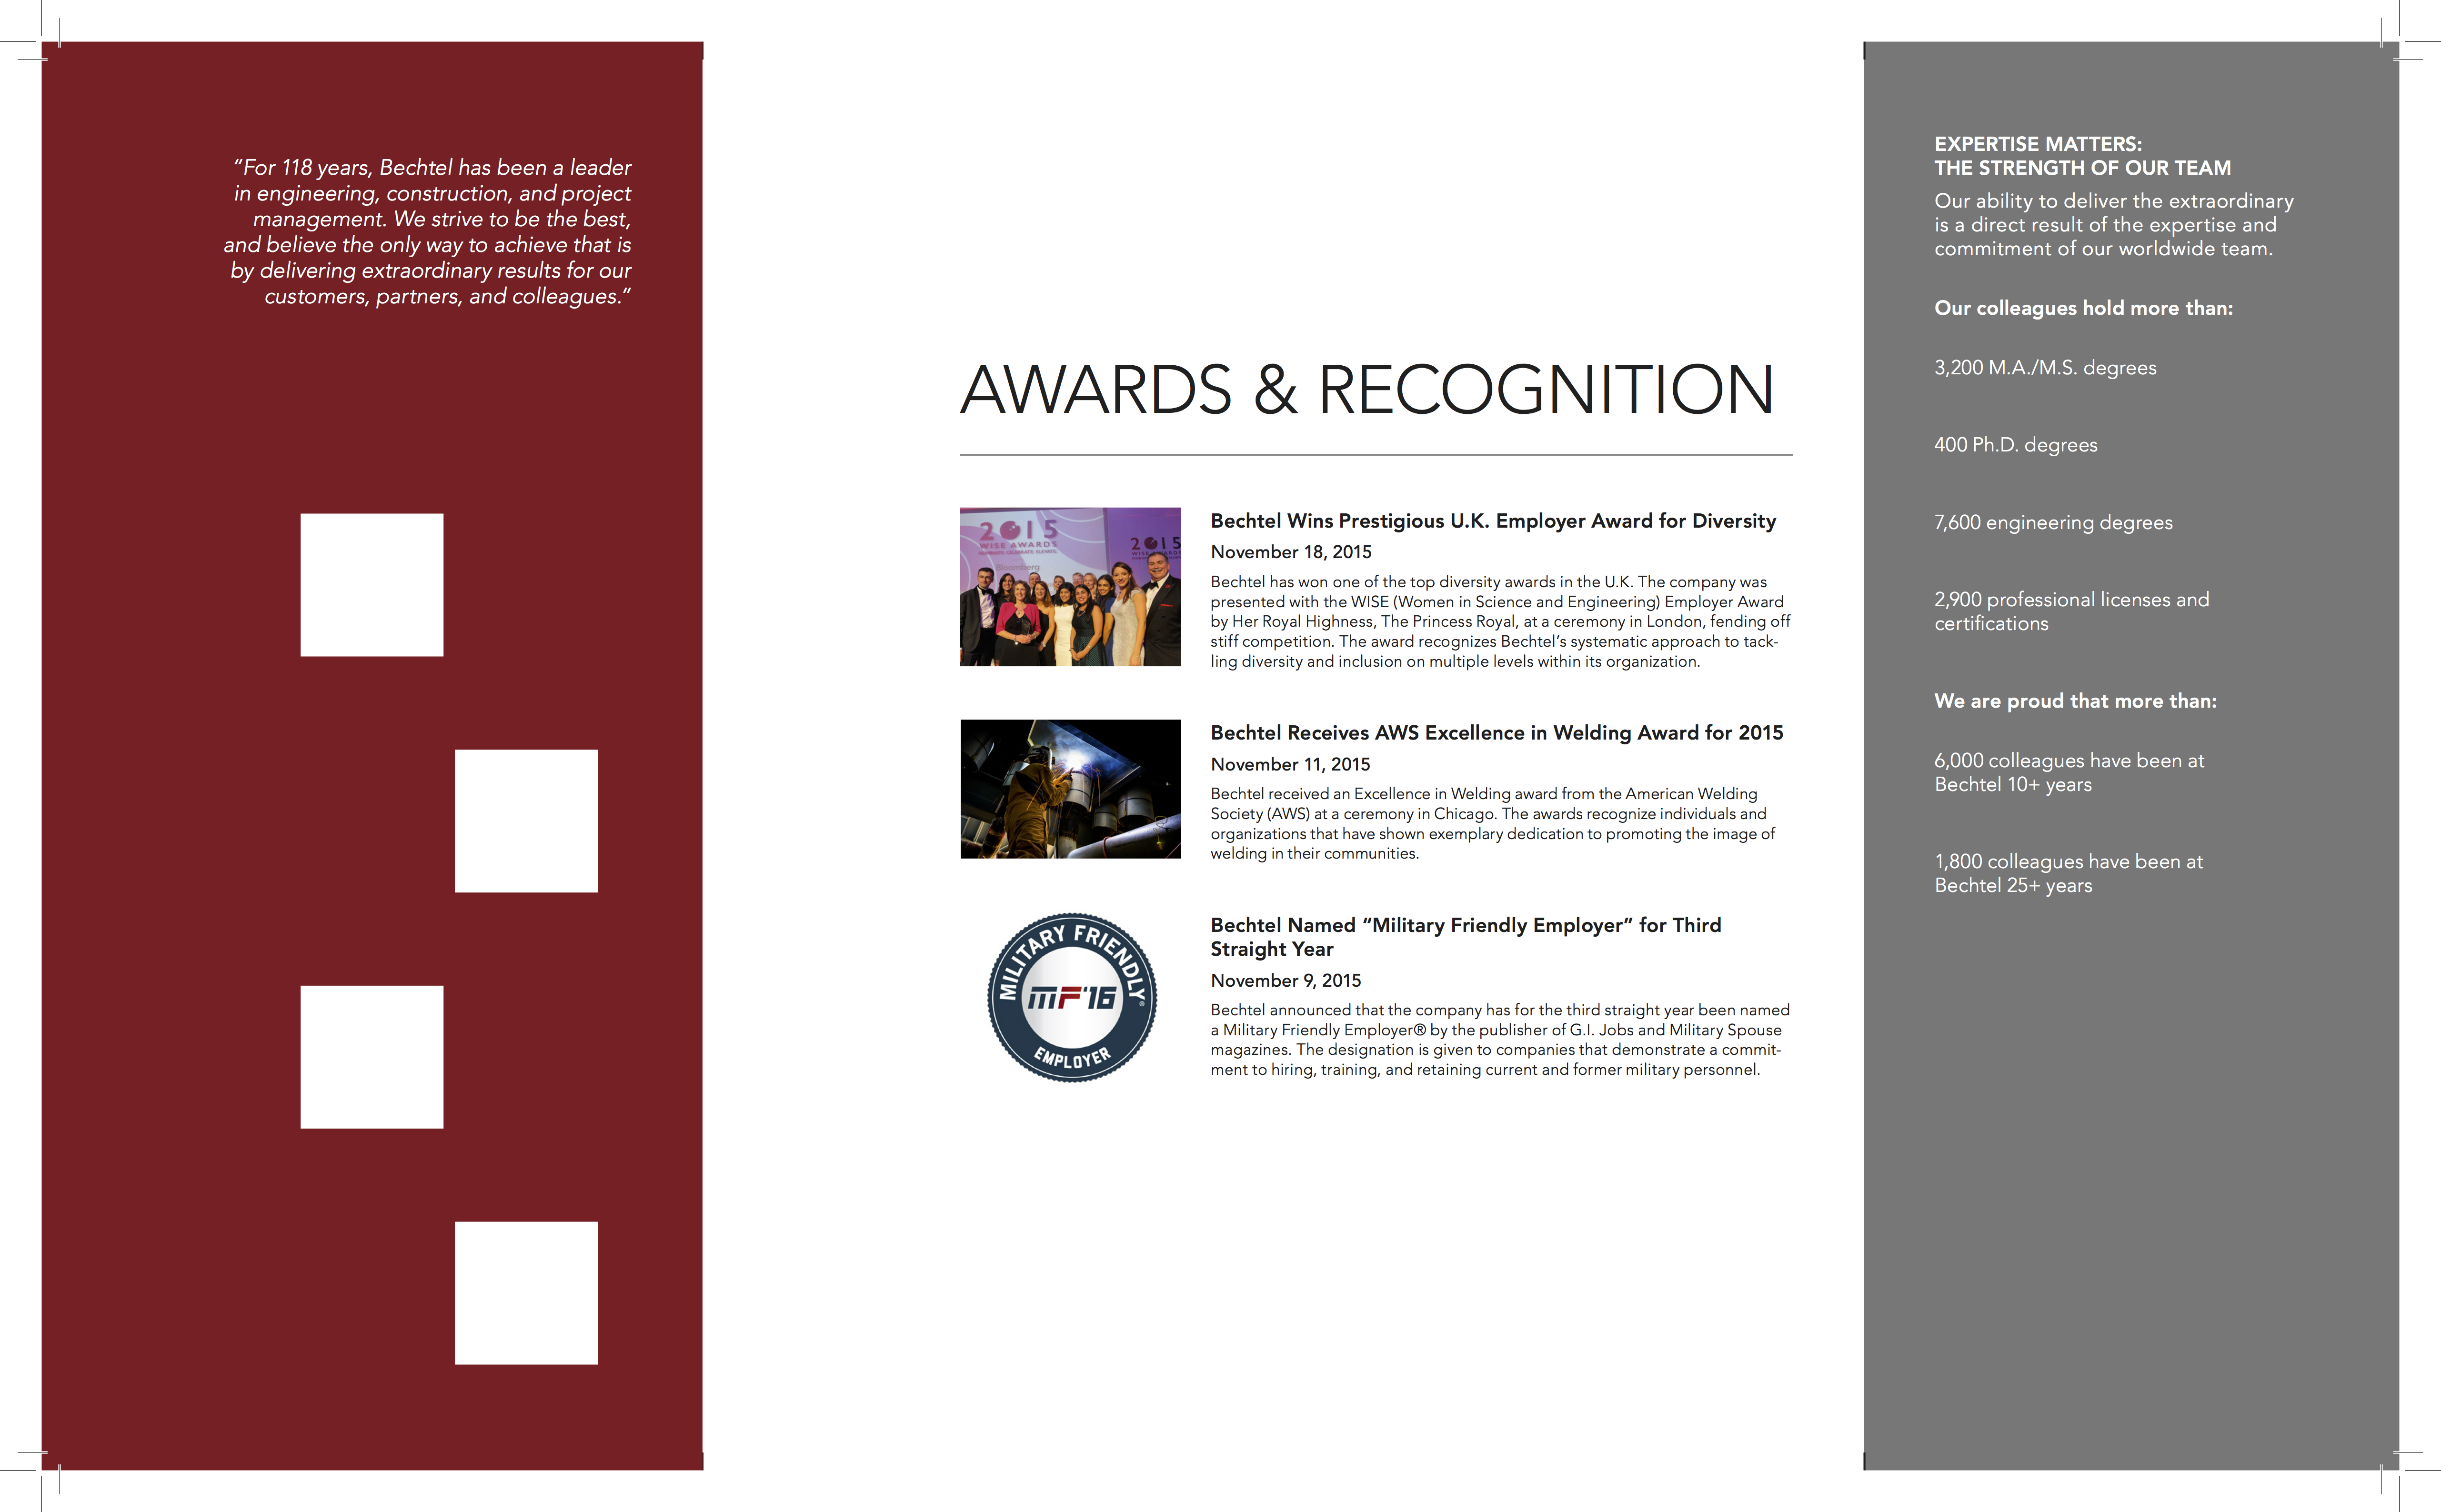 “For 118 years, Bechtel has been a leader
in engineering, construction, and project
management. We strive to be the best,
and believe the only way to achieve that is
by delivering extraordinary results for our
customers, partners, and colleagues.”
AWARDS & RECOGNITION
2015
WISE AWARDS
Bloomberg
2015
Bechtel Wins Prestigious U.K. Employer Award for Diversity
November 18, 2015
Bechtel has won one of the top diversity awards in the U.K. The company was
presented with the WISE (Women in Science and Engineering) Employer Award
by Her Royal Highness, The Princess Royal, at a ceremony in London, fending off
stiff competition. The award recognizes Bechtel’s systematic approach to tack-
ling diversity and inclusion on multiple levels within its organization.
Bechtel Receives AWS Excellence in Welding Award for 2015
November 11, 2015
Bechtel received an Excellence in Welding award from the American Welding
Society (AWS) at a ceremony in Chicago. The awards recognize individuals and
organizations that have shown exemplary dedication to promoting the image of
welding in their communities.
MILITARY FRIENDLY®
MF'16
EMPLOYER
Bechtel Named “Military Friendly Employer” for Third
Straight Year
November 9, 2015
Bechtel announced that the company has for the third straight year been named
a Military Friendly Employer® by the publisher of G.I. Jobs and Military Spouse
magazines. The designation is given to companies that demonstrate a commit-
ment to hiring, training, and retaining current and former military personnel.
EXPERTISE MATTERS:
THE STRENGTH OF OUR TEAM
Our ability to deliver the extraordinary
is a direct result of the expertise and
commitment of our worldwide team.
Our colleagues hold more than:
3,200 M.A./M.S. degrees
400 Ph.D. degrees
7,600 engineering degrees
2,900 professional licenses and
certifications
We are proud that more than:
6,000 colleagues have been at
Bechtel 10+ years
1,800 colleagues have been at
Bechtel 25+ years